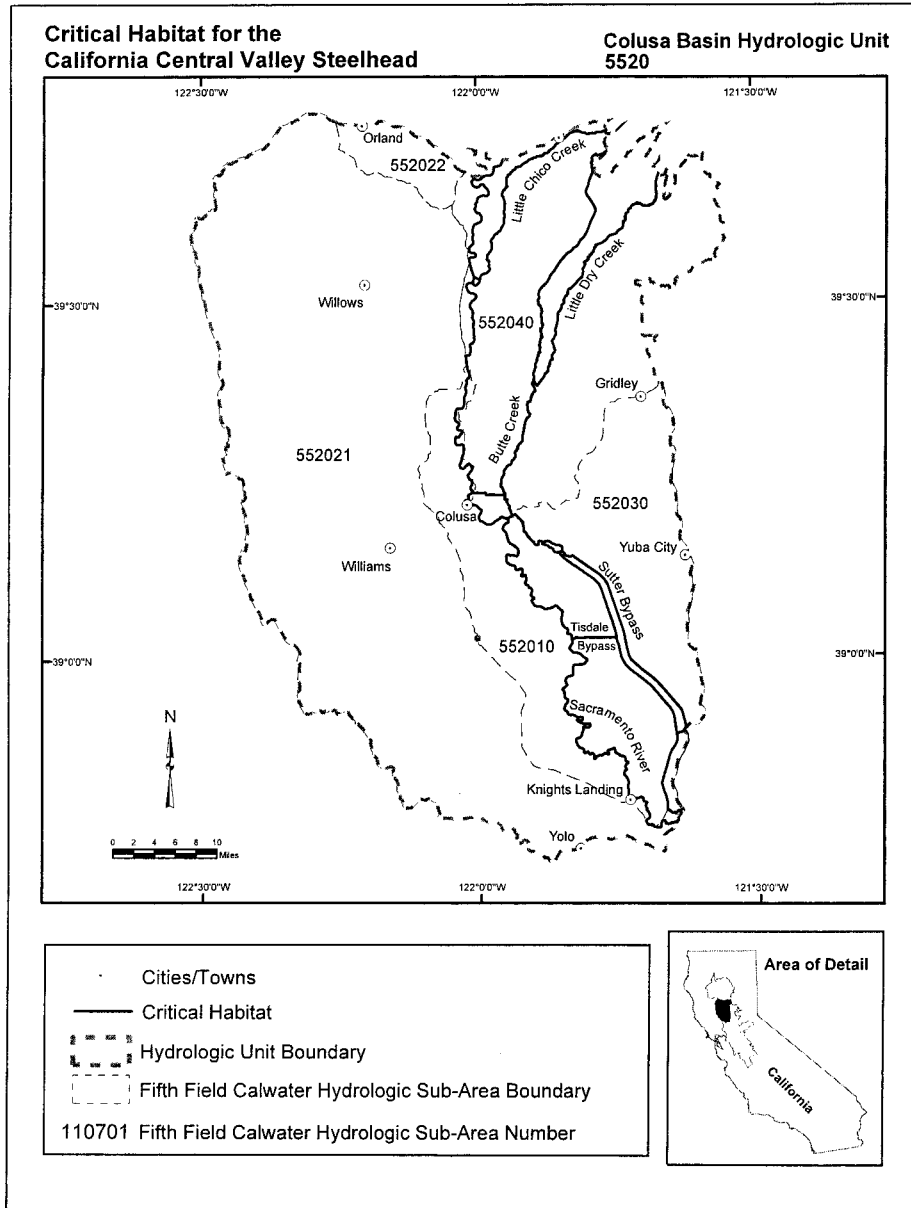 Critical Habitat for the
California Central Valley Steelhead
Colusa Basin Hydrologic Unit
5520
122°30'0"W
122°0'0"W
121°30'0"W
Orland
552022
Little Chico Creek
Little Dry Creek
39°30'0"N
39°30'0"N
Willows
552040
Gridley
Butte Creek
552021
552030
Colusa
Yuba City
Williams
Sutter Bypass
Tisdale
Bypass
552010
39°0'0"N
39°0'0"N
Sacramento River
N
Knights Landing
Yolo
0 2 4 6 8 10
Miles
122°30'0"W
122°0'0"W
121°30'0"W
Cities/Towns
Critical Habitat
Hydrologic Unit Boundary
Fifth Field Calwater Hydrologic Sub-Area Boundary
110701 Fifth Field Calwater Hydrologic Sub-Area Number
Area of Detail
California